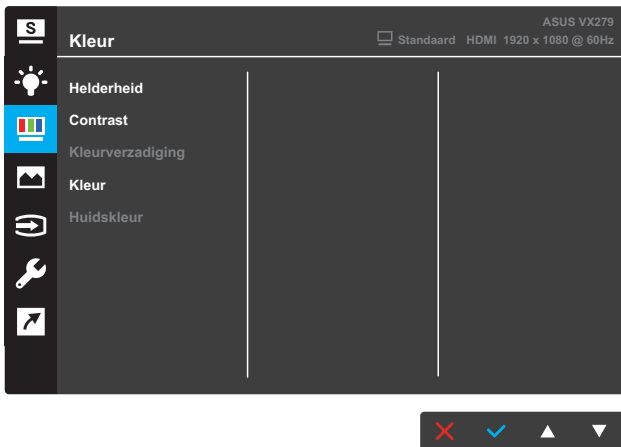 S
ASUS VX279
Kleur
Standaard HDMI 1920 x 1080 @ 60Hz
Helderheid
Contrast
Kleurverzadiging
Kleur
Huidskleur